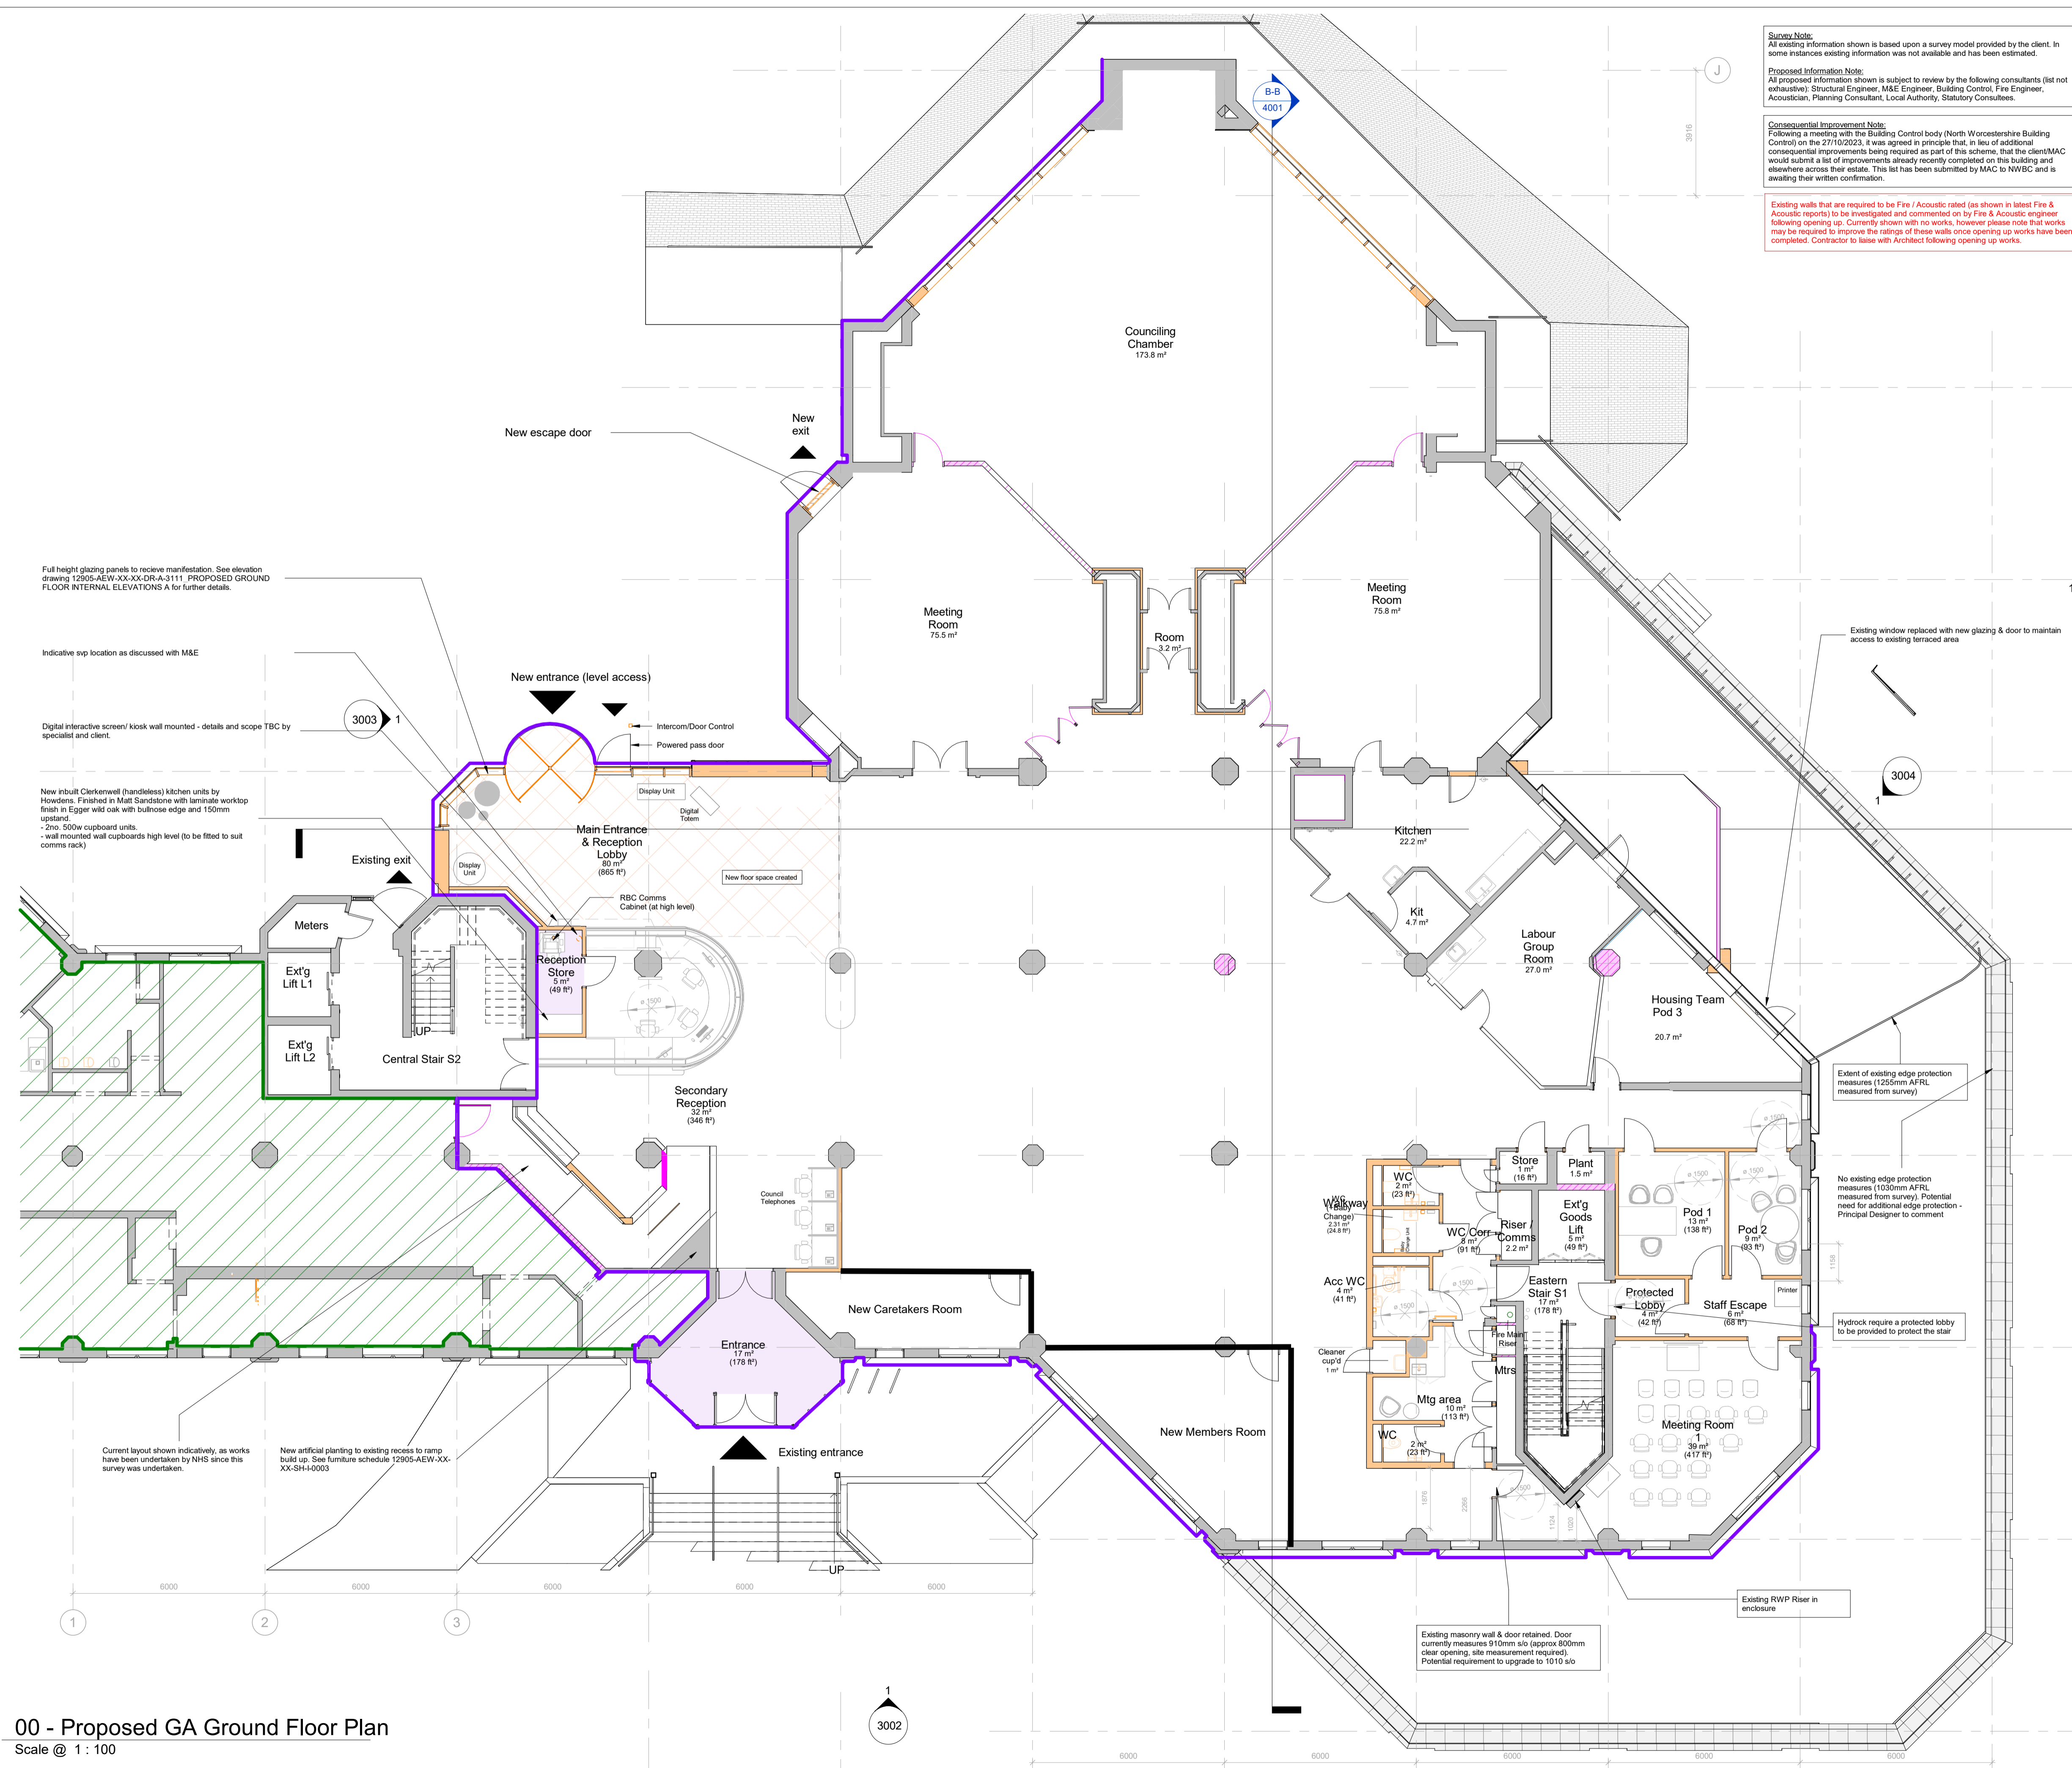 Survey Note:
All existing information shown is based upon a survey model provided by the client. In
some instances existing information was not available and has been estimated.
Proposed Information Note:
All proposed information shown is subject to review by the following consultants (list not
exhaustive): Structural Engineer, M&E Engineer, Building Control, Fire Engineer,
Acoustician, Planning Consultant, Local Authority, Statutory Consultees.
Consequential Improvement Note:
Following a meeting with the Building Control body (North Worcestershire Building
Control) on the 27/10/2023, it was agreed in principle that, in lieu of additional
consequential improvements being required as part of this scheme, that the client/MAC
would submit a list of improvements already recently completed on this building and
elsewhere across their estate. This list has been submitted by MAC to NWBC and is
awaiting their written confirmation.
Existing walls that are required to be Fire / Acoustic rated (as shown in latest Fire &
Acoustic reports) to be investigated and commented on by Fire & Acoustic engineer
following opening up. Currently shown with no works, however please note that works
may be required to improve the ratings of these walls once opening up works have been
completed. Contractor to liaise with Architect following opening up works.
J
3916
B-B
4001
Counciling
Chamber
173.8 m²
New
exit
New escape door
Full height glazing panels to recieve manifestation. See elevation
drawing 12905-AEW-XX-XX-DR-A-3111_PROPOSED GROUND
FLOOR INTERNAL ELEVATIONS A for further details.
Meeting
Room
75.5 m²
Room
3.2 m²
Meeting
Room
75.8 m²
1
Existing window replaced with new glazing & door to maintain
access to existing terraced area
Indicative svp location as discussed with M&E
New entrance (level access)
3003
1
Digital interactive screen/ kiosk wall mounted - details and scope TBC by
specialist and client.
Intercom/Door Control
Powered pass door
3004
1
New inbuilt Clerkenwell (handleless) kitchen units by
Howdens. Finished in Matt Sandstone with laminate worktop
finish in Egger wild oak with bullnose edge and 150mm
upstand.
- 2no. 500w cupboard units.
- wall mounted wall cupboards high level (to be fitted to suit
comms rack)
Display Unit
Digital
Totem
Main Entrance
& Reception
Lobby
80 m²
(865 ft²)
Display
Unit
New floor space created
Existing exit
RBC Comms
Cabinet (at high level)
Kitchen
22.2 m²
Kit
4.7 m²
Meters
Ext'g
Lift L1
Ext'g
Lift L2
UP
Central Stair S2
Reception
Store
5 m²
(49 ft²)
ø 1500
Labour
Group
Room
27.0 m²
Housing Team
Pod 3
20.7 m²
Secondary
Reception
32 m²
(346 ft²)
Extent of existing edge protection
measures (1255mm AFRL
measured from survey)
No existing edge protection
measures (1030mm AFRL
measured from survey). Potential
need for additional edge protection -
Principal Designer to comment
Council
Telephones
WC
2 m²
(23 ft²)
WC
Walkway
(+Baby
Change)
2.31 m²
(24.8 ft²)
Baby
Change Unit
WC Corr
8 m²
(91 ft²)
Store
1 m²
(16 ft²)
Plant
1.5 m²
Riser /
Comms
2.2 m²
Ext'g
Goods
Lift
5 m²
(49 ft²)
ø 1500
ø 1500
ø 1500
Pod 1
13 m²
(138 ft²)
Pod 2
9 m²
(93 ft²)
1158
Acc WC
4 m²
(41 ft²)
ø 1500
ø 1500
Eastern
Stair S1
17 m²
(178 ft²)
Protected
Lobby
4 m²
(42 ft²)
Staff Escape
6 m²
(68 ft²)
Printer
Hydrock require a protected lobby
to be provided to protect the stair
Fire Main
Riser
Mtrs
Cleaner
cup'd
1 m²
Mtg area
10 m²
(113 ft²)
WC
2 m²
(23 ft²)
Meeting Room
1
39 m²
(417 ft²)
1876
2266
ø 1500
1124
1020
New Caretakers Room
Entrance
17 m²
(178 ft²)
New Members Room
Existing entrance
UP
Current layout shown indicatively, as works
have been undertaken by NHS since this
survey was undertaken.
New artificial planting to existing recess to ramp
build up. See furniture schedule 12905-AEW-XX-
XX-SH-I-0003
Existing RWP Riser in
enclosure
Existing masonry wall & door retained. Door
currently measures 910mm s/o (approx 800mm
clear opening, site measurement required).
Potential requirement to upgrade to 1010 s/o
6000
6000
6000
6000
6000
1
2
3
1
3002
6000
6000
6000
6000
6000
00 - Proposed GA Ground Floor Plan
Scale @ 1 : 100